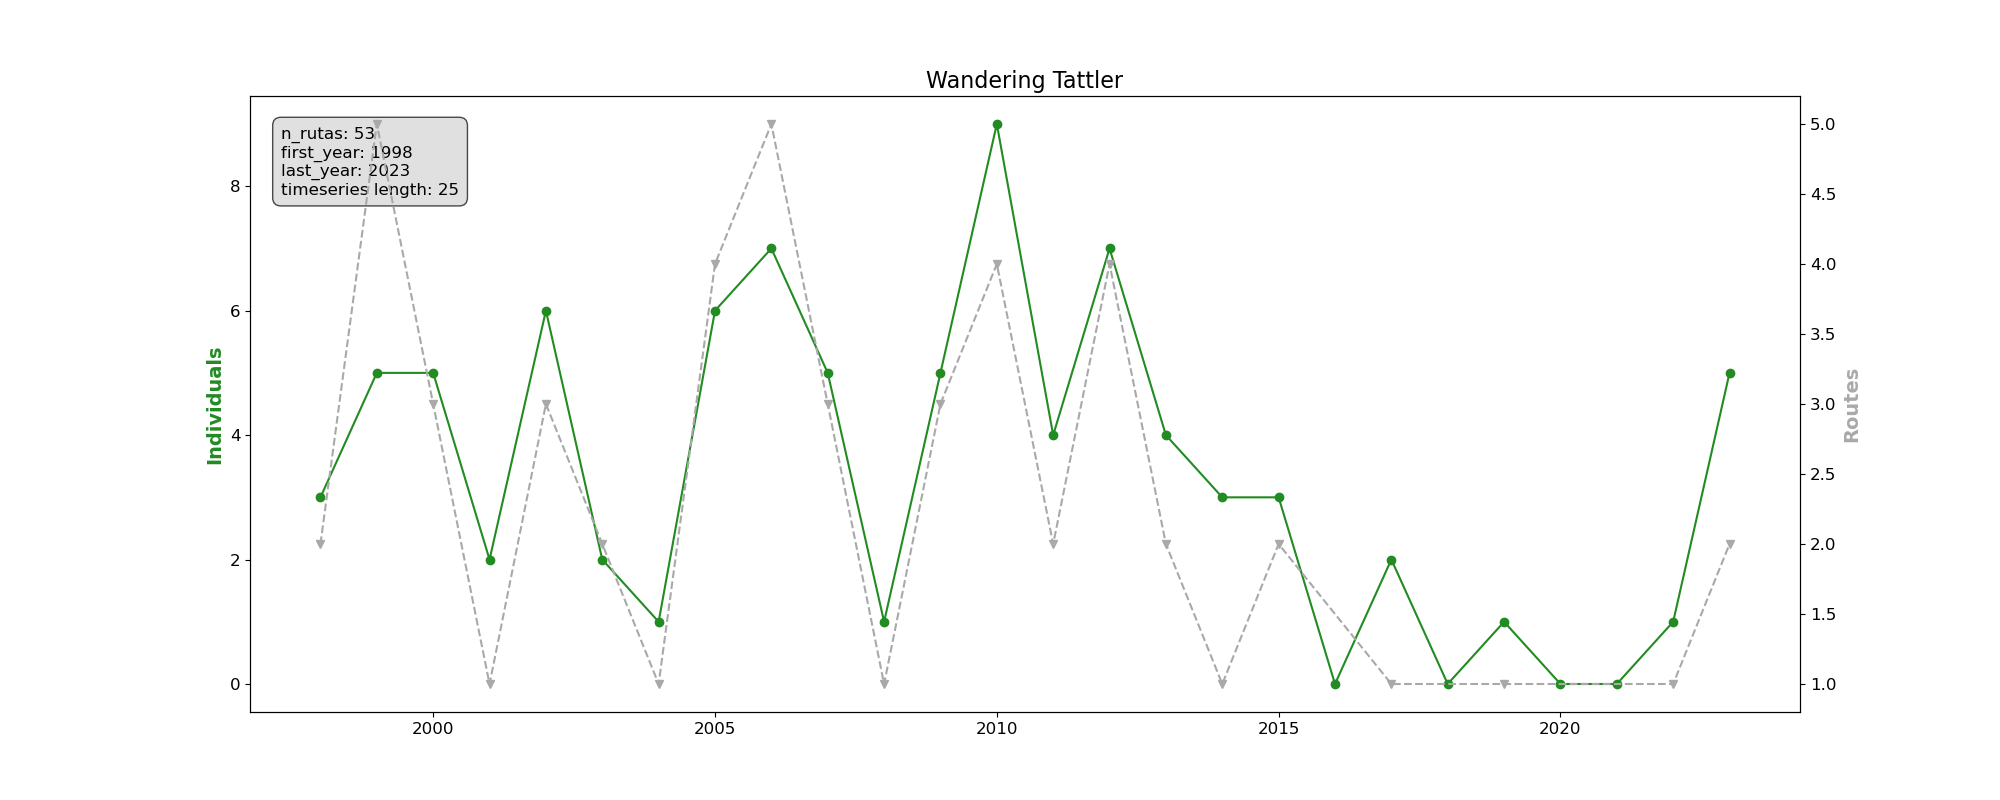 Wandering Tattler
n_rutas: 53
first_year: 1998
last_year: 2023
timeseries length: 25
Individuals
8
6
4
2
0
5.0
4.5
4.0
3.5
3.0
2.5
2.0
1.5
1.0
Routes
2000 2005 2010 2015 2020